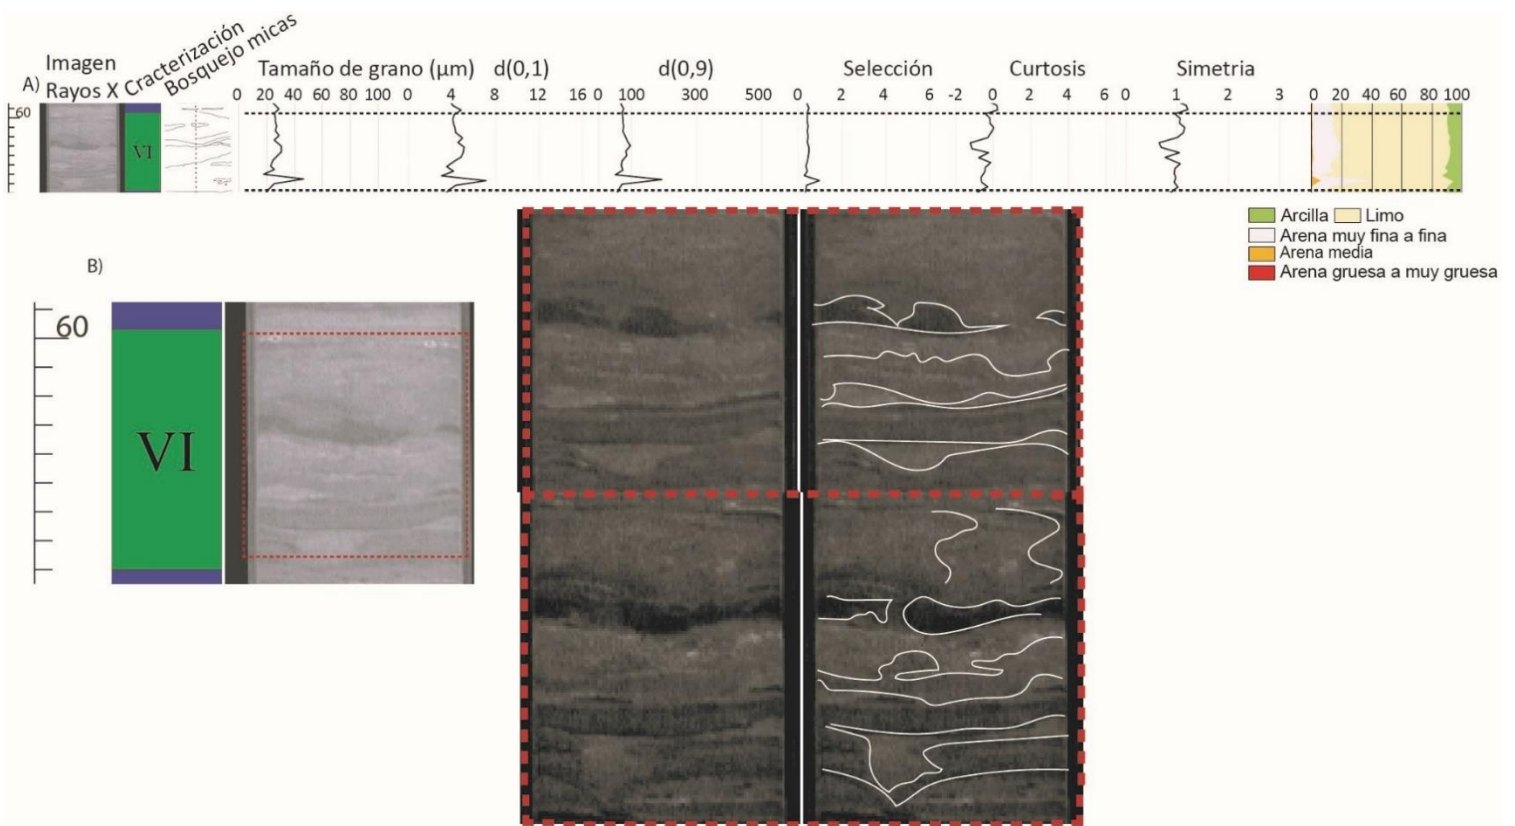 Imagen
Rayos X
Cracterización
Bosquejo micas
Tamaño de grano (µm)
d(0,1)
d(0,9)
Selección
Curtosis
Simetria
A)
0 20 40 60 80 100 0 4 8 12 16 0 100 300 500 0 2 4 6 -2 0 2 4 6 0 1 2 3 0 20 40 60 80 100
60
VI
Arcilla
Limo
Arena muy fina a fina
Arena media
Arena gruesa a muy gruesa
B)
60
VI